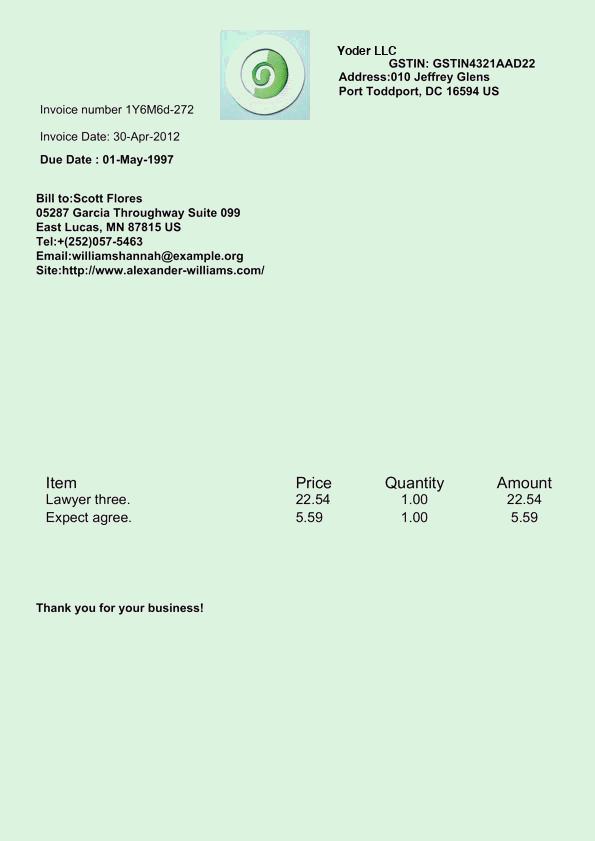 Yoder LLC
GSTIN: GSTIN4321AAD22
Address:010 Jeffrey Glens
Port Toddport, DC 16594 US
Invoice number 1Y6M6d-272
Invoice Date: 30-Apr-2012
Due Date : 01-May-1997
Bill to:Scott Flores
05287 Garcia Throughway Suite 099
East Lucas, MN 87815 US
Tel:+(252)057-5463
Email:williamshannah@example.org
Site:http://www.alexander-williams.com/
Item Price Quantity Amount
Lawyer three. 22.54 1.00 22.54
Expect agree. 5.59 1.00 5.59
Thank you for your business!